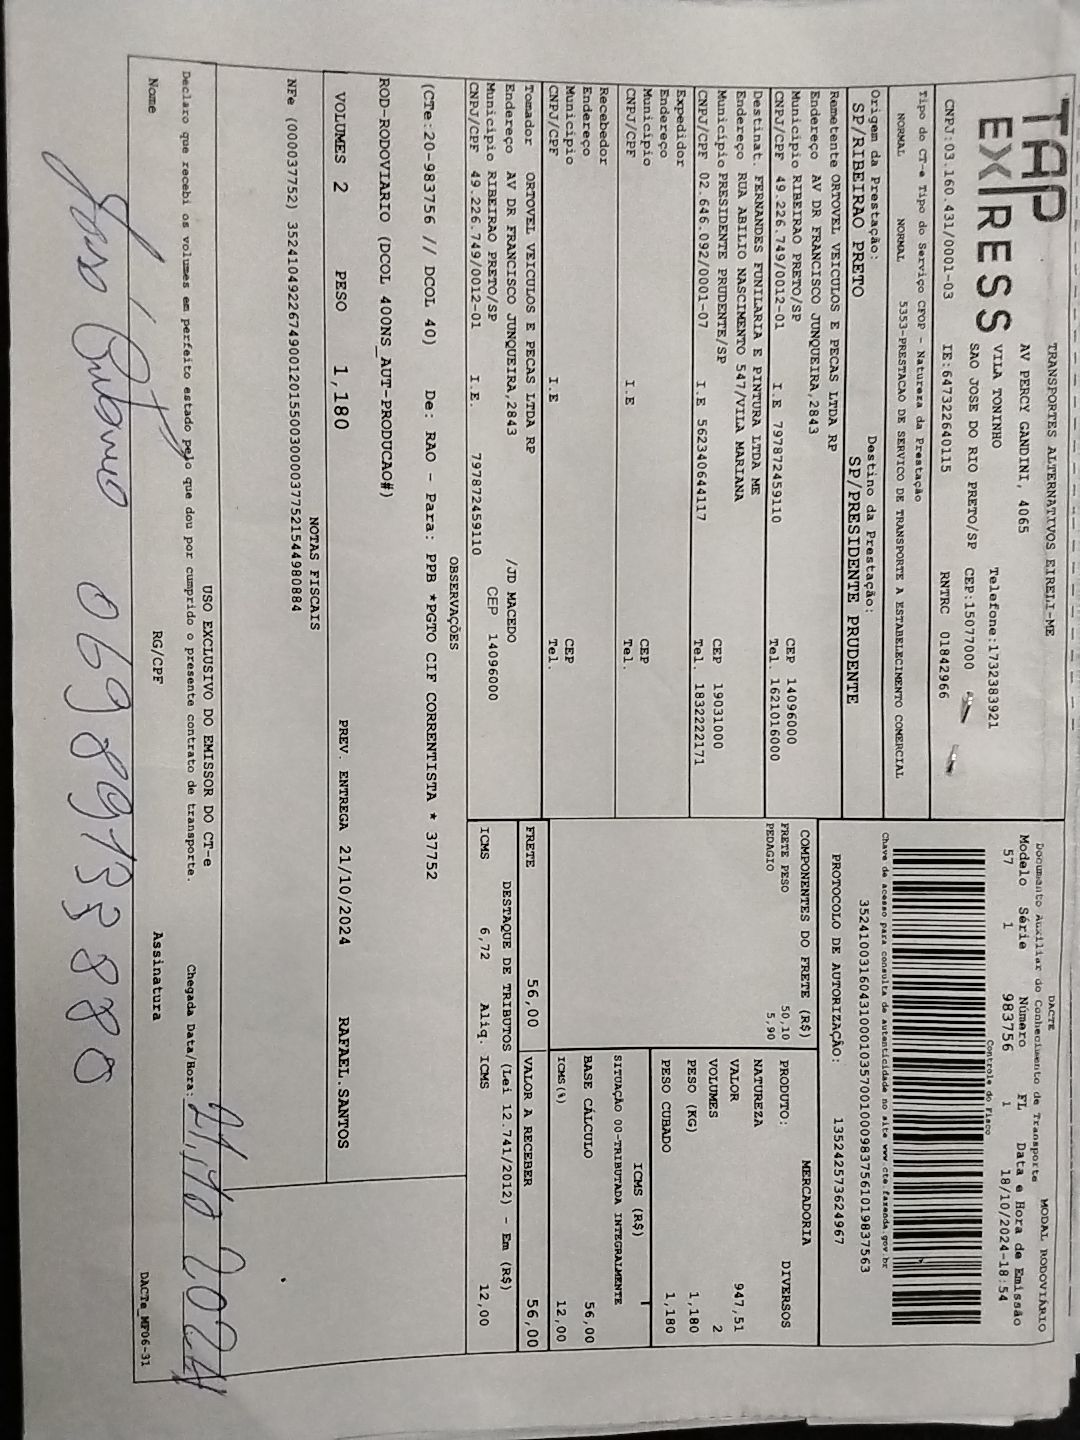 TAP
EXPRESS
TRANSPORTES ALTERNATIVOS EIRELI-ME
AV PERCY GANDINI, 4065
VILA TONINHO Telefone:1732383921
SAO JOSE DO RIO PRETO/SP CEP:15077000
CNPJ:03.160.431/0001-03 IE:647322640115 RNTRC 01842966
Tipo do CT-e Tipo do Serviço CFOP - Natureza da Prestação
NORMAL NORMAL 5353-PRESTACAO DE SERVICO DE TRANSPORTE A ESTABELECIMENTO COMERCIAL
Origem da Prestação: Destino da Prestação:
SP/RIBEIRAO PRETO SP/PRESIDENTE PRUDENTE
Remetente ORTOVEL VEICULOS E PECAS LTDA RP
Endereço AV DR FRANCISCO JUNQUEIRA,2843
Município RIBEIRAO PRETO/SP CEP 14096000
CNPJ/CPF 49.226.749/0012-01 I.E 797872459110 Tel. 1621016000
Destinat. FERNANDES FUNILARIA E PINTURA LTDA ME
Endereço RUA ABILIO NASCIMENTO 547/VILA MARIANA
Município PRESIDENTE PRUDENTE/SP CEP 19031000
CNPJ/CPF 02.646.092/0001-07 I.E 562340644117 Tel. 1832222171
Expedidor
Endereço
Município CEP
CNPJ/CPF I.E Tel.
Recebedor
Endereço
Município CEP
CNPJ/CPF I.E Tel.
Tomador ORTOVEL VEICULOS E PECAS LTDA RP
Endereço AV DR FRANCISCO JUNQUEIRA,2843 /JD MACEDO
Município RIBEIRAO PRETO/SP CEP 14096000
CNPJ/CPF 49.226.749/0012-01 I.E. 797872459110
DACTE MODAL RODOVIÁRIO
Documento Auxiliar do Conhecimento de Transporte
Modelo Série Número FL Data e Hora de Emissão
57 1 983756 1 18/10/2024-18:54
Controle do Fisco
Chave de acesso para consulta de autenticidade no site www.cte.fazenda.gov.br
35241003160431000103570010009837561019837563
PROTOCOLO DE AUTORIZAÇÃO: 135242573624967
COMPONENTES DO FRETE (R$)
FRETE PESO 50,10
PEDAGIO 5,90
MERCADORIA
PRODUTO: DIVERSOS
NATUREZA
VALOR 947,51
VOLUMES 2
PESO (KG) 1,180
PESO CUBADO 1,180
ICMS (R$)
SITUAÇÃO 00-TRIBUTADA INTEGRALMENTE
BASE CÁLCULO 56,00
ICMS(%) 12,00
FRETE 56,00 VALOR A RECEBER 56,00
DESTAQUE DE TRIBUTOS (Lei 12.741/2012) - Em (R$)
ICMS 6,72 Aliq. ICMS 12,00
OBSERVAÇÕES
(CTe:20-983756 // DCOL 40) De: RAO - Para: PPB *PGTO CIF CORRENTISTA * 37752
ROD-RODOVIARIO (DCOL 400NS_AUT-PRODUCAO#)
VOLUMES 2 PESO 1,180 PREV. ENTREGA 21/10/2024 RAFAEL.SANTOS
NOTAS FISCAIS
NFe (000037752) 35241049226749001201550030000377521544980884
USO EXCLUSIVO DO EMISSOR DO CT-e
Declaro que recebi os volumes em perfeito estado pelo que dou por cumprido o presente contrato de transporte. Chegada Data/Hora: 21/10 2024
Nome RG/CPF Assinatura
DACTe_MF06-31